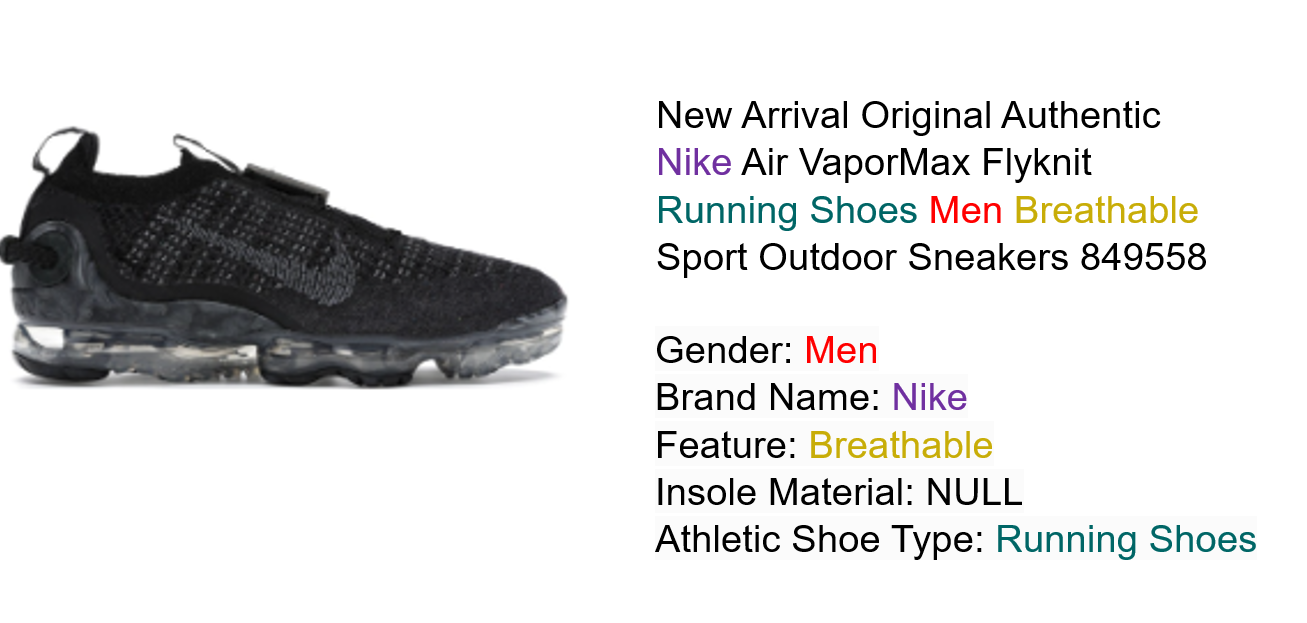 New Arrival Original Authentic
Nike Air VaporMax Flyknit
Running Shoes Men Breathable
Sport Outdoor Sneakers 849558
Gender: Men
Brand Name: Nike
Feature: Breathable
Insole Material: NULL
Athletic Shoe Type: Running Shoes